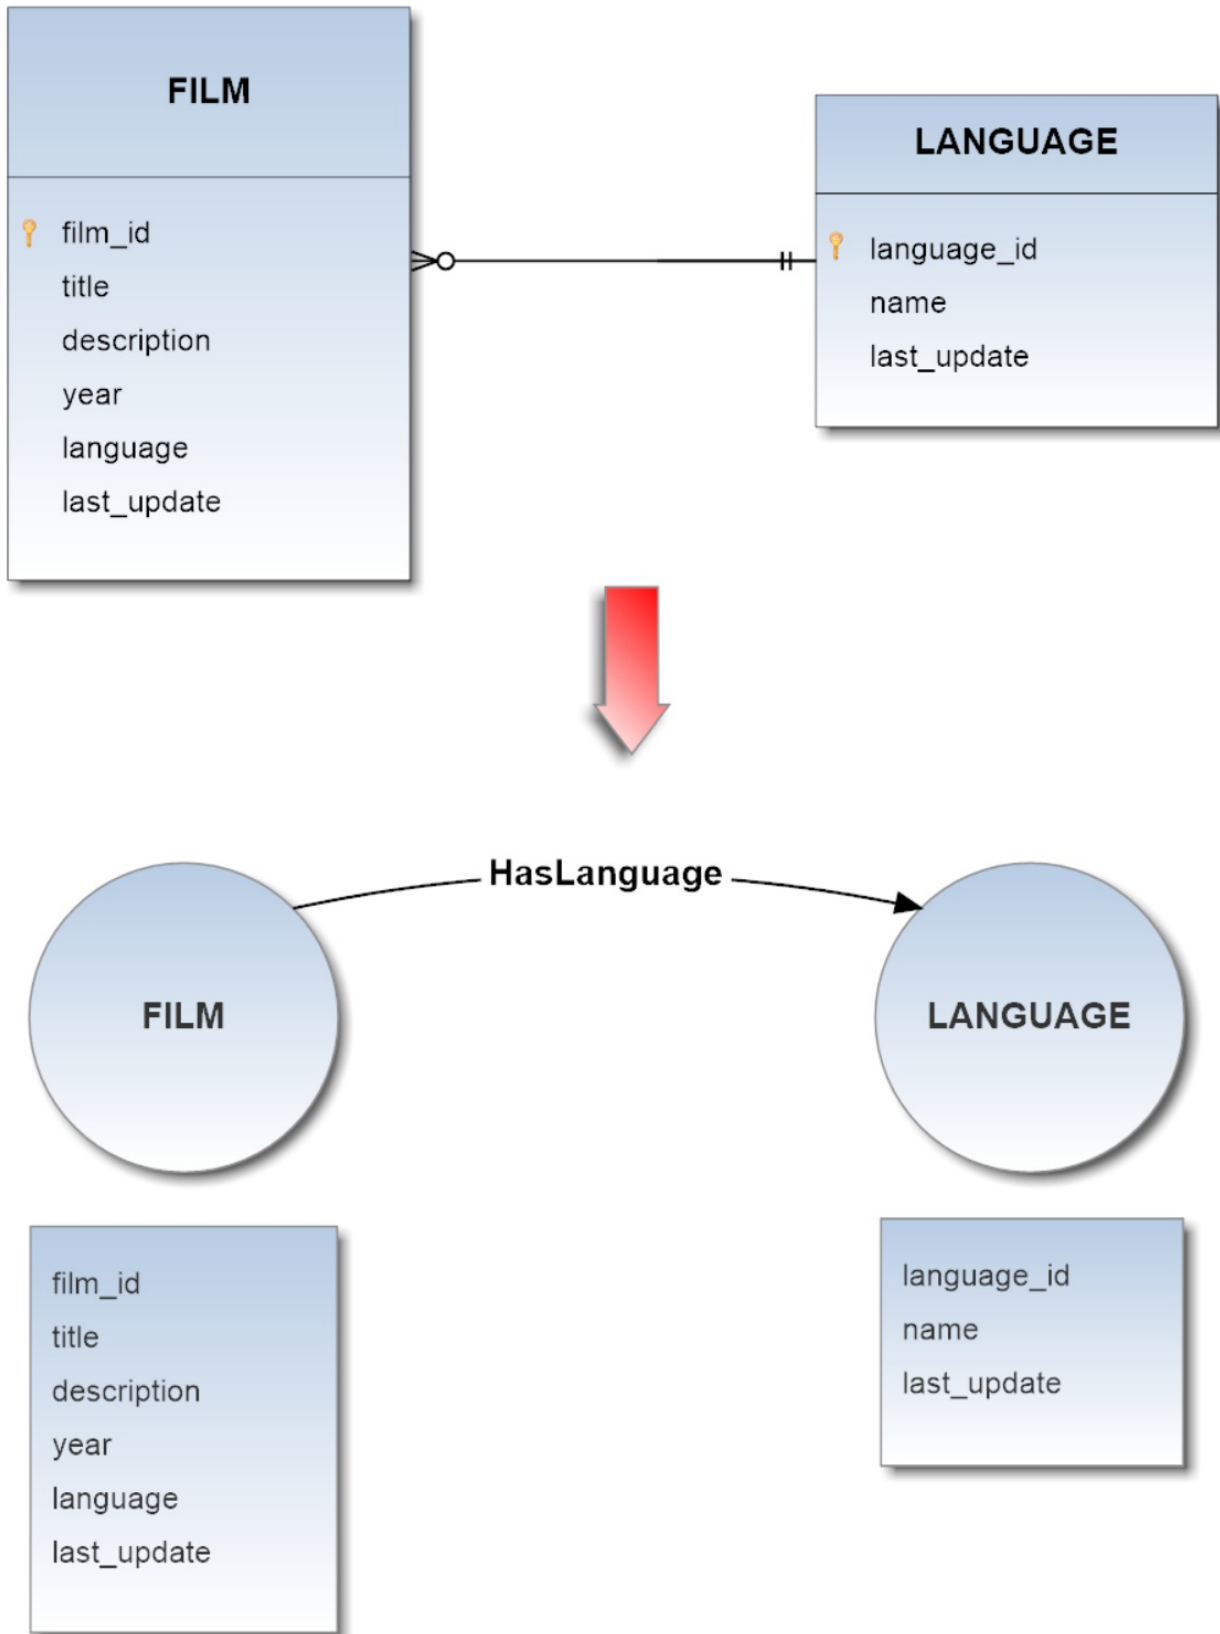 FILM
film_id
title
description
year
language
last_update
LANGUAGE
language_id
name
last_update
HasLanguage
FILM
LANGUAGE
film_id
title
description
year
language
last_update
language_id
name
last_update